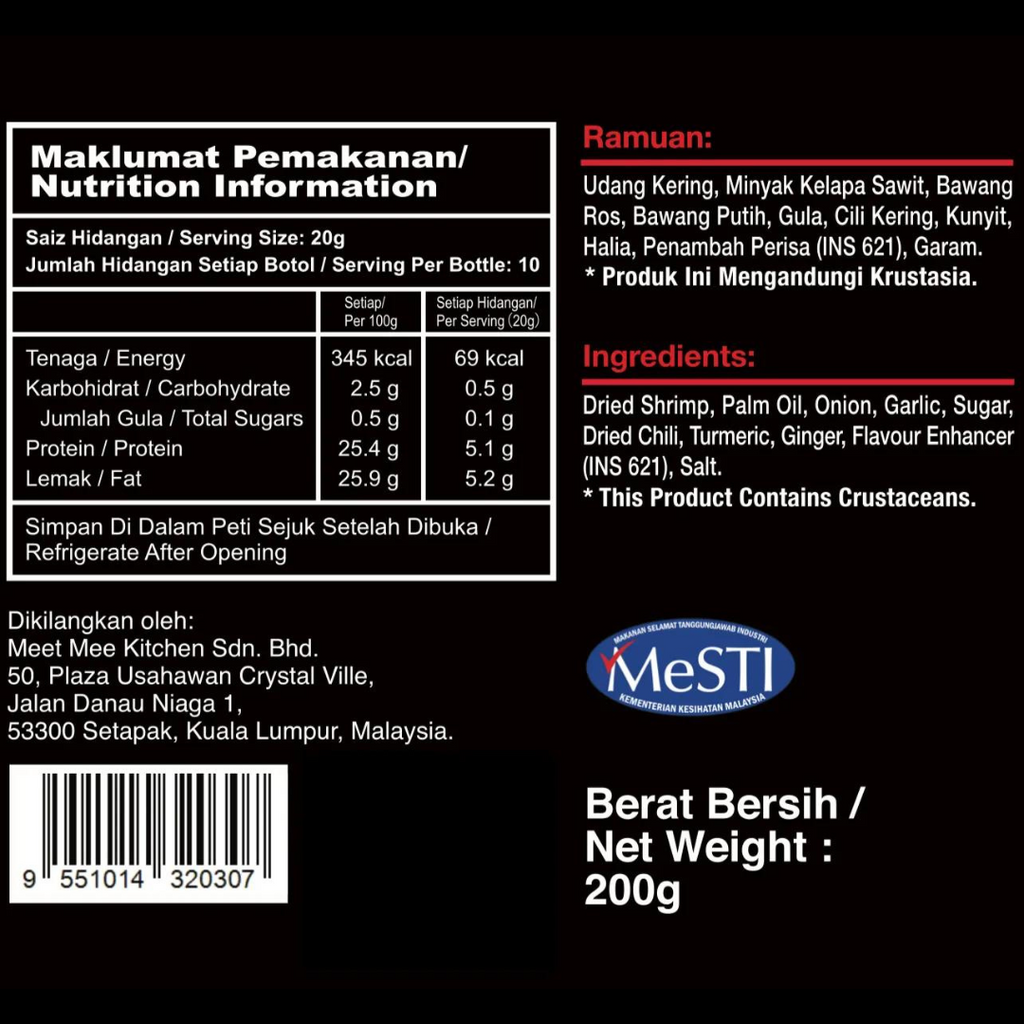 Maklumat Pemakanan/
Nutrition Information
Saiz Hidangan / Serving Size: 20g
Jumlah Hidangan Setiap Botol / Serving Per Bottle: 10
Setiap/
Per 100g
Setiap Hidangan/
Per Serving (20g)
Tenaga / Energy 345 kcal 69 kcal
Karbohidrat / Carbohydrate 2.5 g 0.5 g
Jumlah Gula / Total Sugars 0.5 g 0.1 g
Protein / Protein 25.4 g 5.1 g
Lemak / Fat 25.9 g 5.2 g
Simpan Di Dalam Peti Sejuk Setelah Dibuka /
Refrigerate After Opening
Dikilangkan oleh:
Meet Mee Kitchen Sdn. Bhd.
50, Plaza Usahawan Crystal Ville,
Jalan Danau Niaga 1,
53300 Setapak, Kuala Lumpur, Malaysia.
9 551014 320307
Ramuan:
Udang Kering, Minyak Kelapa Sawit, Bawang
Ros, Bawang Putih, Gula, Cili Kering, Kunyit,
Halia, Penambah Perisa (INS 621), Garam.
* Produk Ini Mengandungi Krustasia.
Ingredients:
Dried Shrimp, Palm Oil, Onion, Garlic, Sugar,
Dried Chili, Turmeric, Ginger, Flavour Enhancer
(INS 621), Salt.
* This Product Contains Crustaceans.
MAKANAN SELAMAT TANGGUNGJAWAB INDUSTRI
MeSTI
KEMENTERIAN KESIHATAN MALAYSIA
Berat Bersih /
Net Weight :
200g